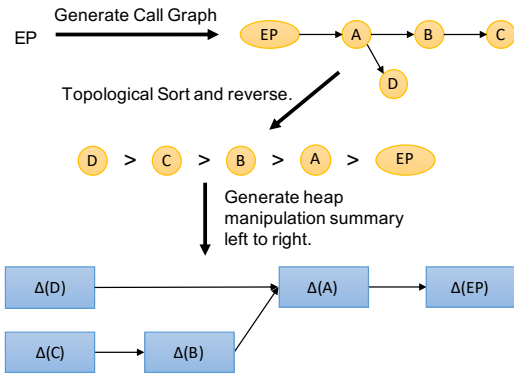 EP
Generate Call Graph
EP
A
B
C
D
Topological Sort and reverse.
D > C > B > A > EP
Generate heap
manipulation summary
left to right.
Δ(D)
Δ(A)
Δ(EP)
Δ(C)
Δ(B)